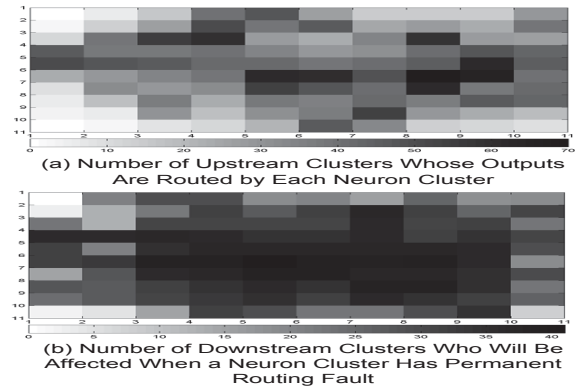 1
2
3
4
5
6
7
8
9
10
11
1 2 3 4 5 6 7 8 9 10 11
0 10 20 30 40 50 60 70
(a) Number of Upstream Clusters Whose Outputs
Are Routed by Each Neuron Cluster
1
2
3
4
5
6
7
8
9
10
11
1 2 3 4 5 6 7 8 9 10 11
0 5 10 15 20 25 30 35 40
(b) Number of Downstream Clusters Who Will Be
Affected When a Neuron Cluster Has Permanent
Routing Fault